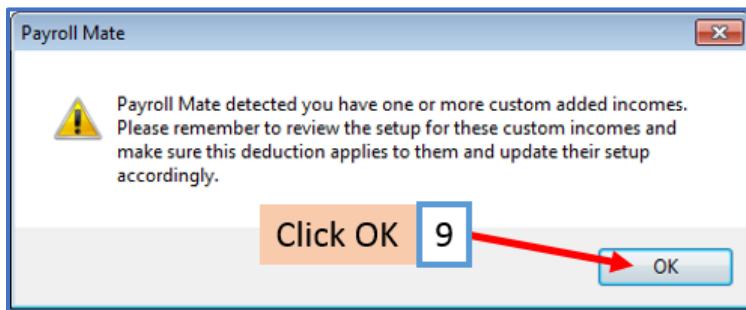 Payroll Mate
Payroll Mate detected you have one or more custom added incomes.
Please remember to review the setup for these custom incomes and
make sure this deduction applies to them and update their setup
accordingly.
Click OK 9
OK